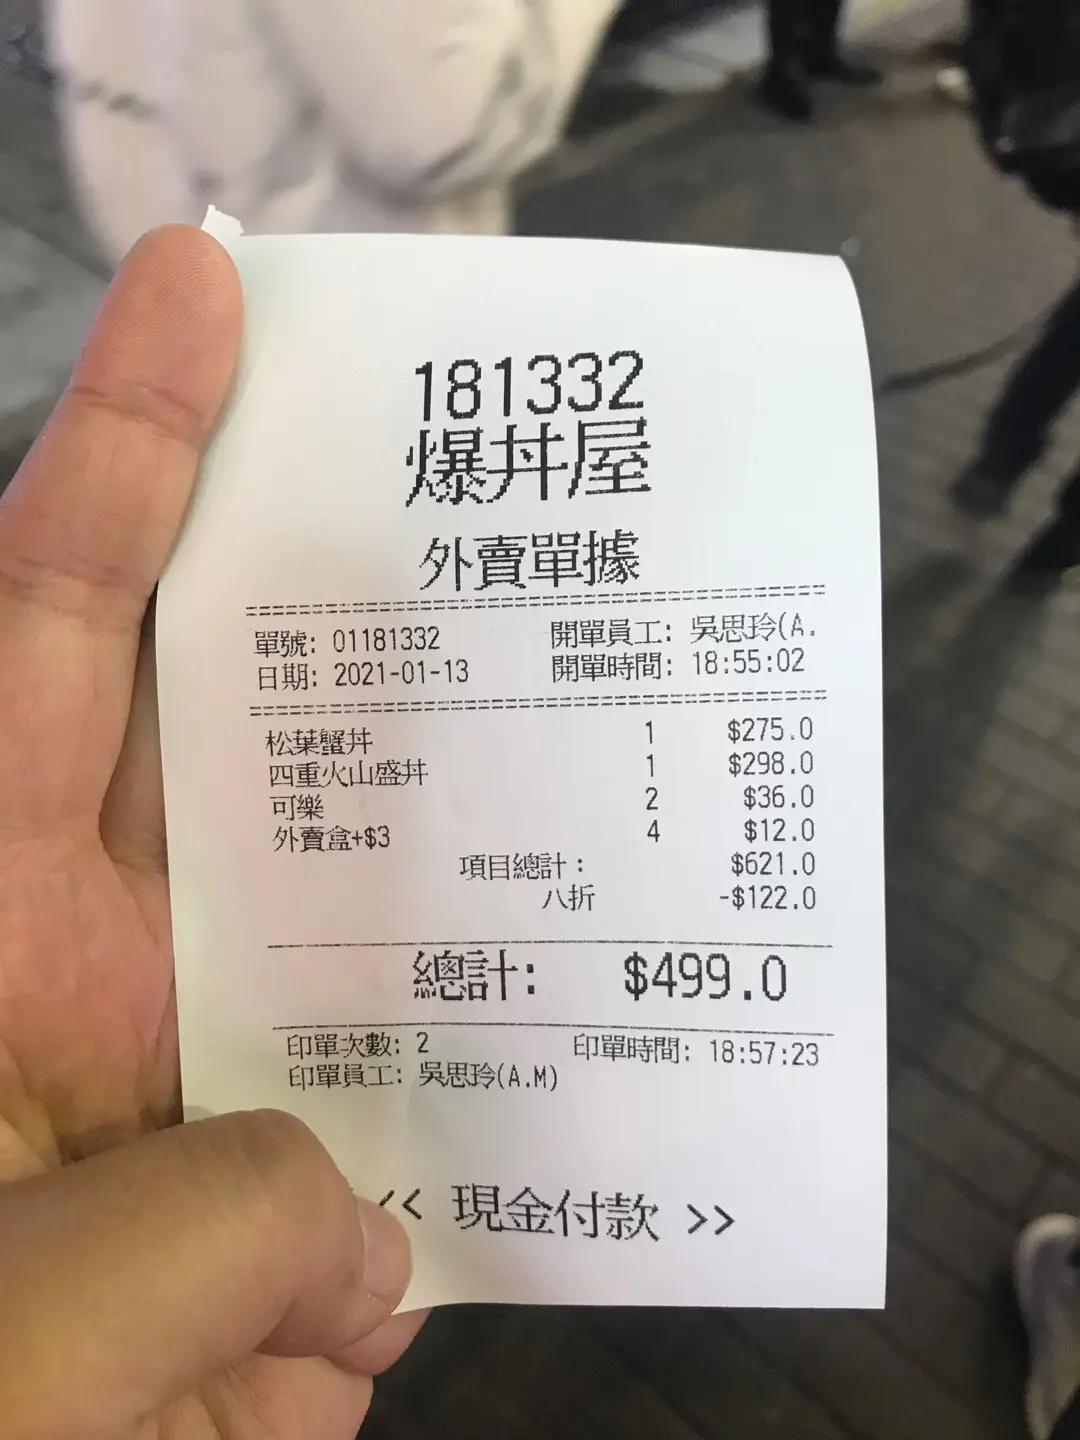 181332
爆丼屋
外賣單據
單號: 01181332 開單員工: 吳思玲(A.
日期: 2021-01-13 開單時間: 18:55:02
松葉蟹丼 1 $275.0
四重火山盛丼 1 $298.0
可樂 2 $36.0
外賣盒+$3 4 $12.0
項目總計: $621.0
八折 -$122.0
總計: $499.0
印單次數: 2 印單時間: 18:57:23
印單員工: 吳思玲(A.M)
<< 現金付款 >>